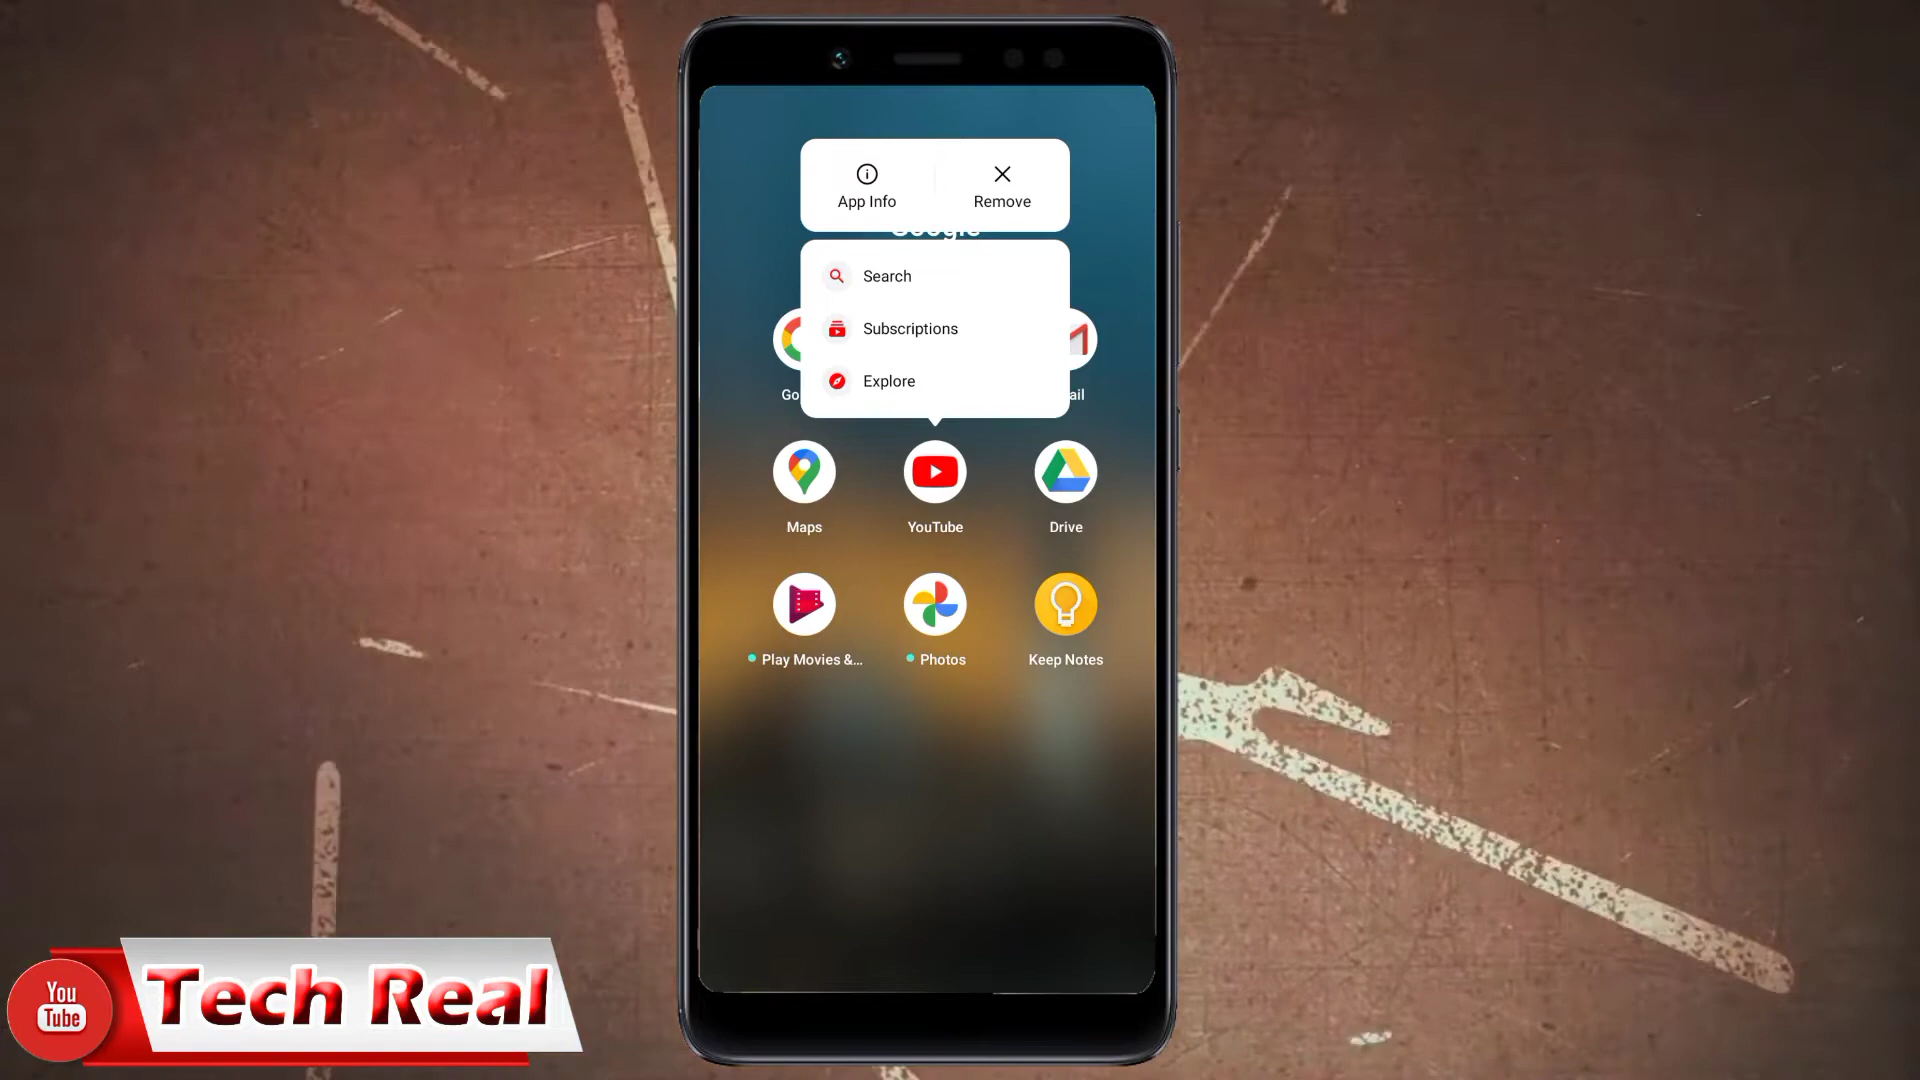 App Info
Remove
Google
Search
Subscriptions
Explore
Go
ail
Maps
YouTube
Drive
Play Movies &...
Photos
Keep Notes
You
Tube
Tech Real